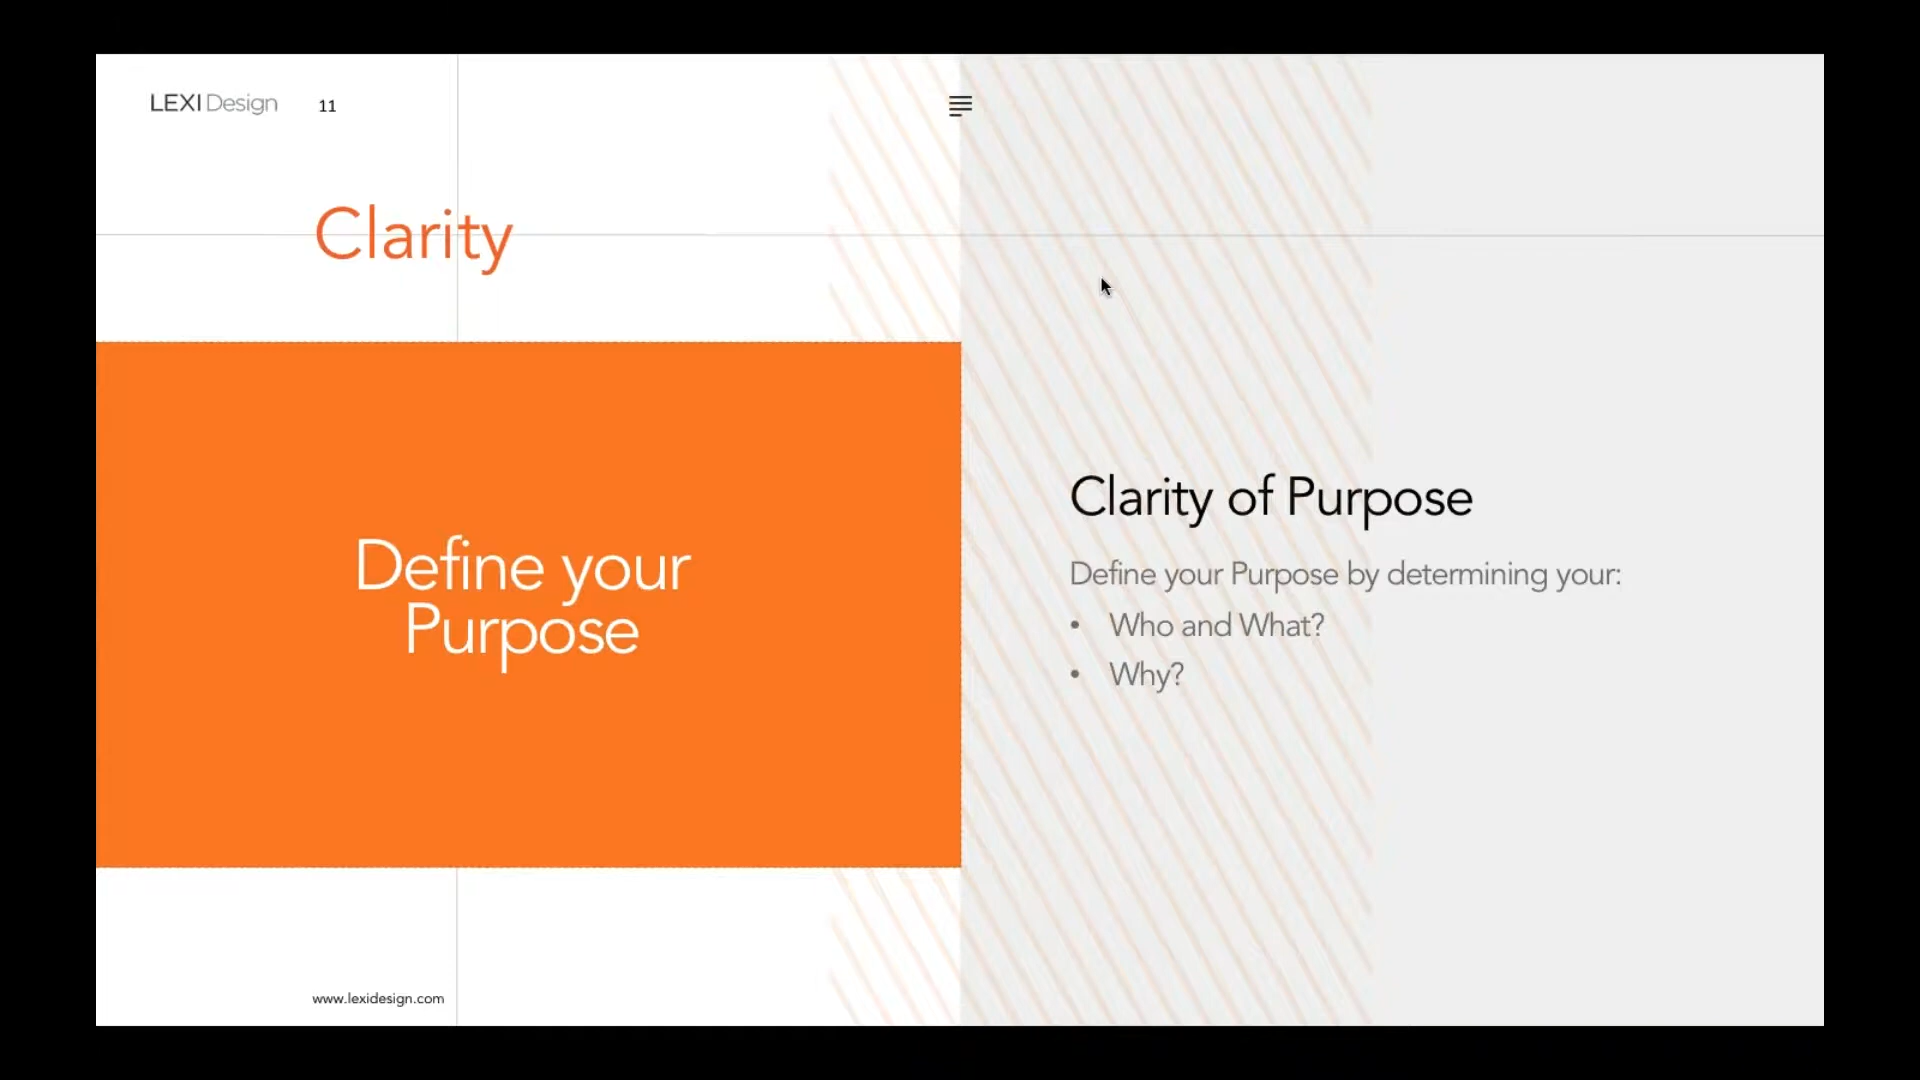 LEXI Design 11
Clarity
Define your
Purpose
Clarity of Purpose
Define your Purpose by determining your:
• Who and What?
• Why?
www.lexidesign.com